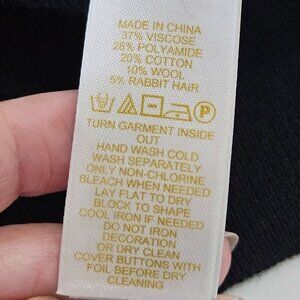 MADE IN CHINA
37% VISCOSE
28% POLYAMIDE
20% COTTON
10% WOOL
5% RABBIT HAIR
P
TURN GARMENT INSIDE
OUT
HAND WASH COLD
WASH SEPARATELY
ONLY NON-CHLORINE
BLEACH WHEN NEEDED
LAY FLAT TO DRY
BLOCK TO SHAPE
COOL IRON IF NEEDED
DO NOT IRON
DECORATION
OR DRY CLEAN
COVER BUTTONS WITH
FOIL BEFORE DRY
CLEANING